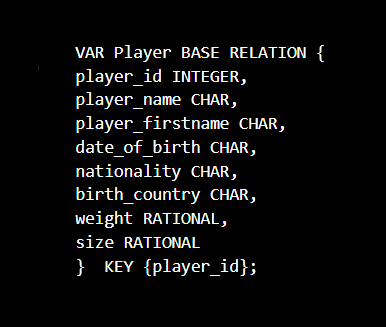 VAR Player BASE RELATION {
player_id INTEGER,
player_name CHAR,
player_firstname CHAR,
date_of_birth CHAR,
nationality CHAR,
birth_country CHAR,
weight RATIONAL,
size RATIONAL
}  KEY {player_id};